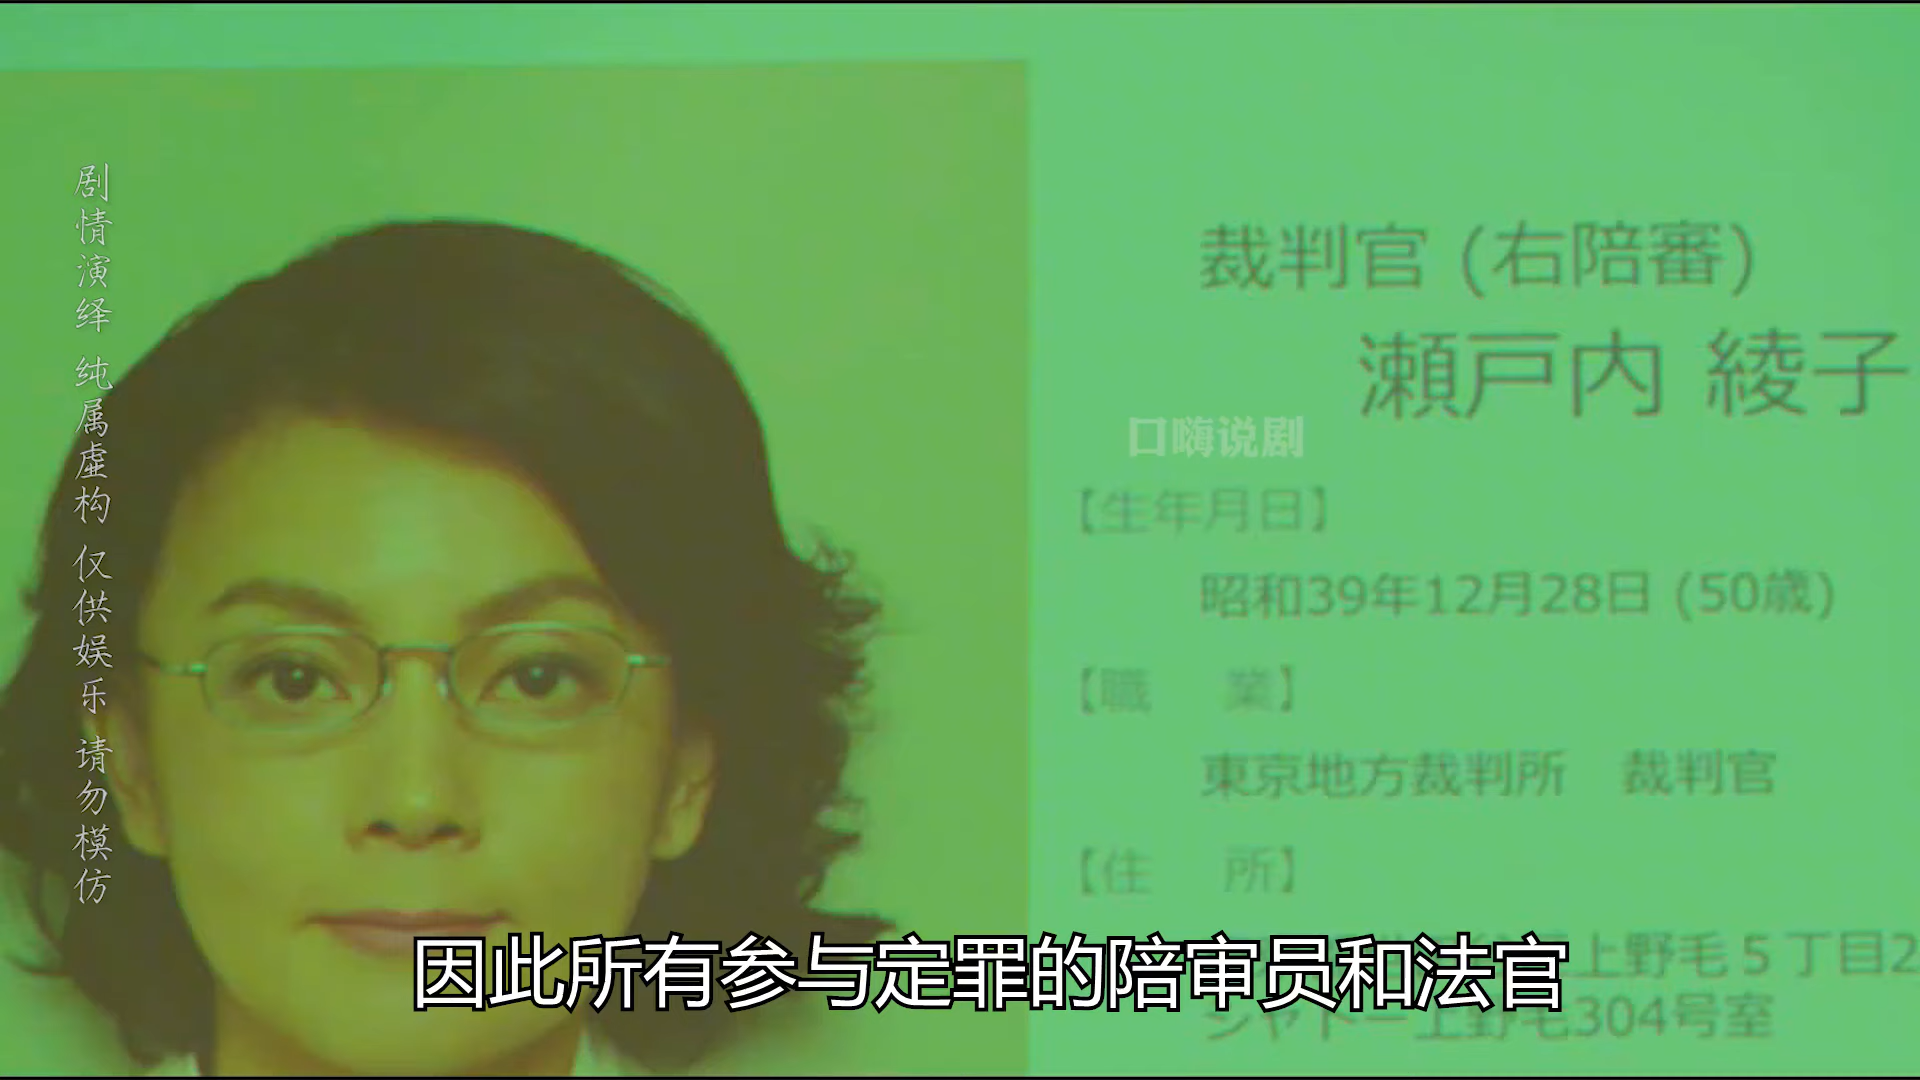 剧情演绎 纯属虚构 仅供娱乐 请勿模仿
裁判官 (右陪審)
瀬戸内 綾子
口嗨说剧
【生年月日】
昭和39年12月28日 (50歳)
【職 業】
東京地方裁判所 裁判官
【住 所】
上野毛5丁目2
因此所有参与定罪的陪审员和法官
シャトー上野毛304号室